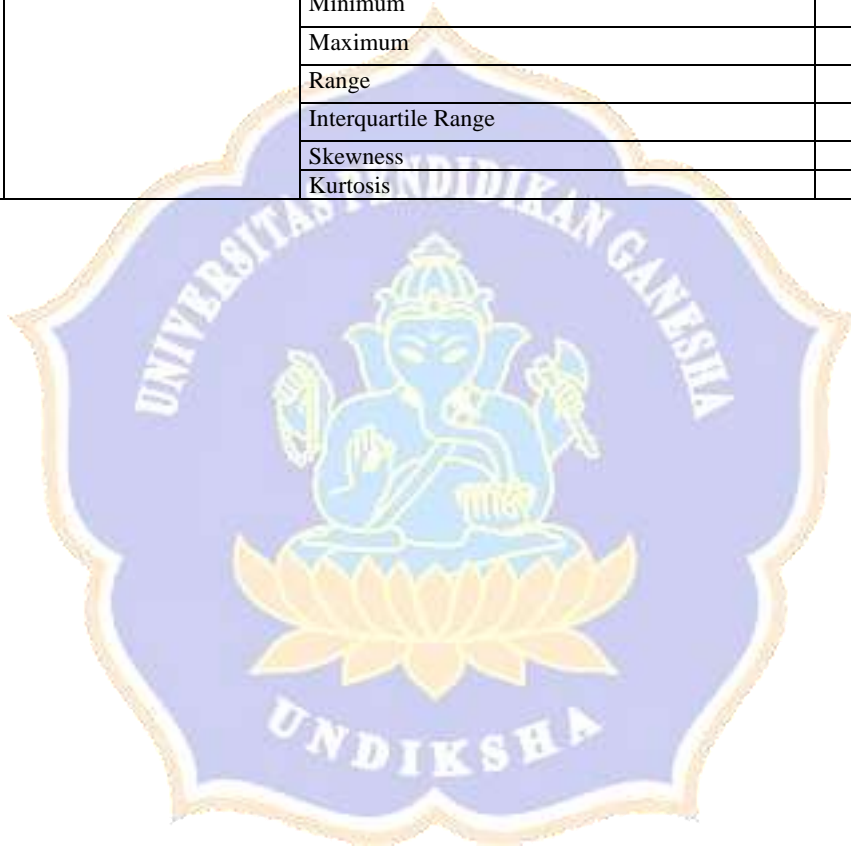 Minimum
Maximum
Range
Interquartile Range
Skewness
Kurtosis
UNIVERSITAS PENDIDIKAN GANESHA
UNDIKSHA